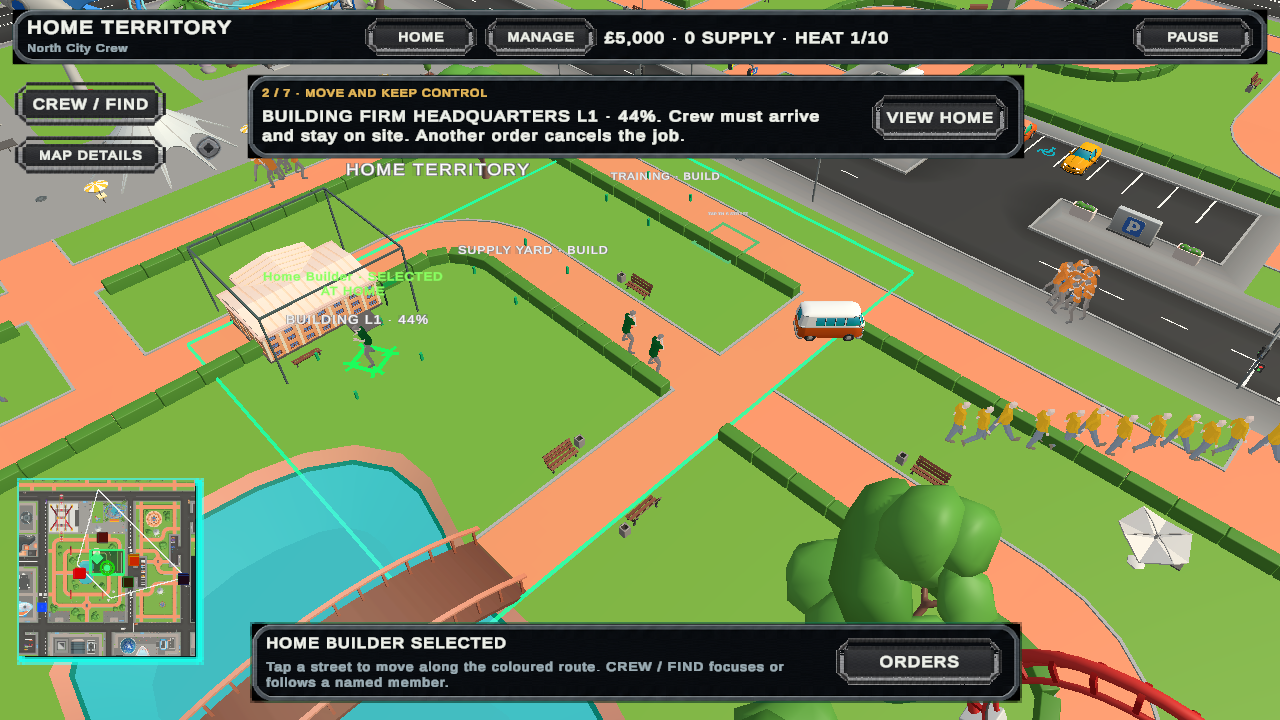 HOME TERRITORY
North City Crew
HOME
MANAGE
£5,000 · 0 SUPPLY · HEAT 1/10
PAUSE
CREW / FIND
MAP DETAILS
2 / 7 · MOVE AND KEEP CONTROL
BUILDING FIRM HEADQUARTERS L1 · 44%. Crew must arrive
and stay on site. Another order cancels the job.
VIEW HOME
HOME TERRITORY
TRAINING · BUILD
SUPPLY YARD · BUILD
Home Builder · SELECTED
AT HOME
BUILDING L1 · 44%
P
HOME BUILDER SELECTED
Tap a street to move along the coloured route. CREW / FIND focuses or
follows a named member.
ORDERS